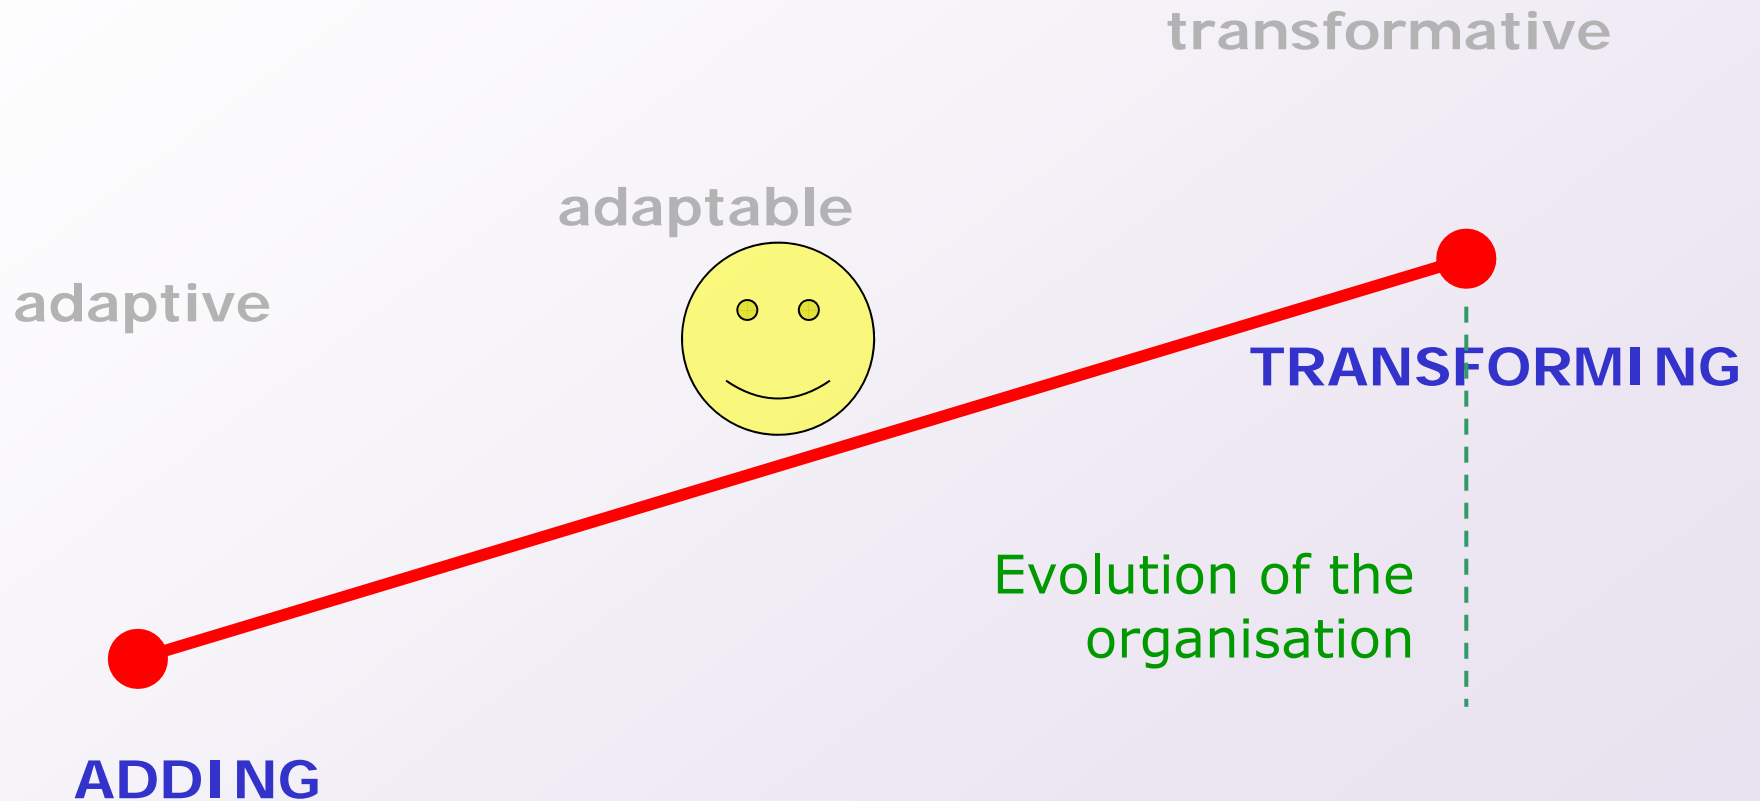 transformative
adaptable
adaptive
TRANSFORMING
Evolution of the
organisation
ADDING